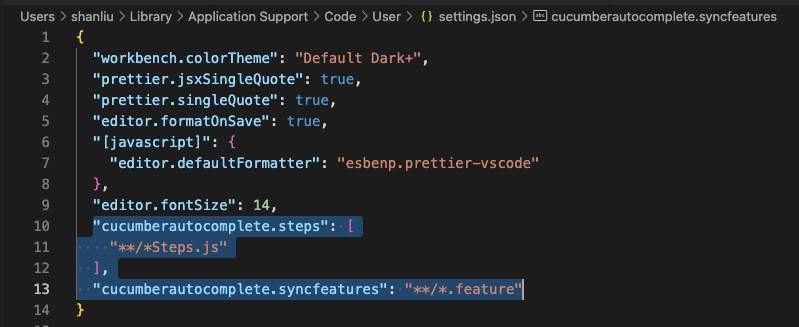 Users > shanliu > Library > Application Support > Code > User > {} settings.json > abc cucumberautocomplete.syncfeatures
1 {
2 "workbench.colorTheme": "Default Dark+",
3 "prettier.jsxSingleQuote": true,
4 "prettier.singleQuote": true,
5 "editor.formatOnSave": true,
6 "[javascript]": {
7 "editor.defaultFormatter": "esbenp.prettier-vscode"
8 },
9 "editor.fontSize": 14,
10 "cucumberautocomplete.steps": [
11 "**/*Steps.js"
12 ],
13 "cucumberautocomplete.syncfeatures": "**/*.feature"
14 }